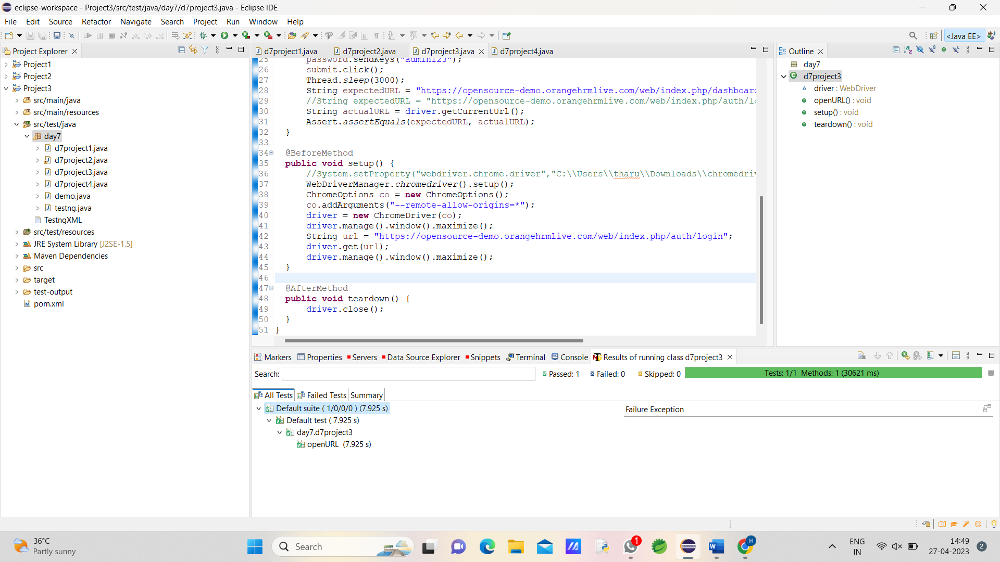 eclipse-workspace - Project3/src/test/java/day7/d7project3.java - Eclipse IDE
File Edit Source Refactor Navigate Search Project Run Window Help
<Java EE>
Project Explorer
Project1
Project2
Project3
src/main/java
src/main/resources
src/test/java
day7
d7project1.java
d7project2.java
d7project3.java
d7project4.java
demo.java
testng.java
TestngXML
src/test/resources
JRE System Library [J2SE-1.5]
Maven Dependencies
src
target
test-output
pom.xml
d7project1.java d7project2.java d7project3.java d7project4.java
25 password.sendKeys("admin123");
26 submit.click();
27 Thread.sleep(3000);
28 String expectedURL = "https://opensource-demo.orangehrmlive.com/web/index.php/dashboard
29 //String expectedURL = "https://opensource-demo.orangehrmlive.com/web/index.php/auth/lo
30 String actualURL = driver.getCurrentUrl();
31 Assert.assertEquals(expectedURL, actualURL);
32 }
33
34 @BeforeMethod
35 public void setup() {
36 //System.setProperty("webdriver.chrome.driver","C:\\Users\\tharu\\Downloads\\chromedriv
37 WebDriverManager.chromedriver().setup();
38 ChromeOptions co = new ChromeOptions();
39 co.addArguments("--remote-allow-origins=*");
40 driver = new ChromeDriver(co);
41 driver.manage().window().maximize();
42 String url = "https://opensource-demo.orangehrmlive.com/web/index.php/auth/login";
43 driver.get(url);
44 driver.manage().window().maximize();
45 }
46
47 @AfterMethod
48 public void teardown() {
49 driver.close();
50 }
51 }
Outline
day7
d7project3
driver : WebDriver
openURL() : void
setup() : void
teardown() : void
Markers Properties Servers Data Source Explorer Snippets Terminal Console Results of running class d7project3
Search: Passed: 1 Failed: 0 Skipped: 0 Tests: 1/1 Methods: 1 (30621 ms)
All Tests Failed Tests Summary
Default suite ( 1/0/0/0 ) (7.925 s)
Default test ( 7.925 s)
day7.d7project3
openURL (7.925 s)
Failure Exception
36°C
Partly sunny
Search
1
H
ENG
IN
14:49
27-04-2023
2